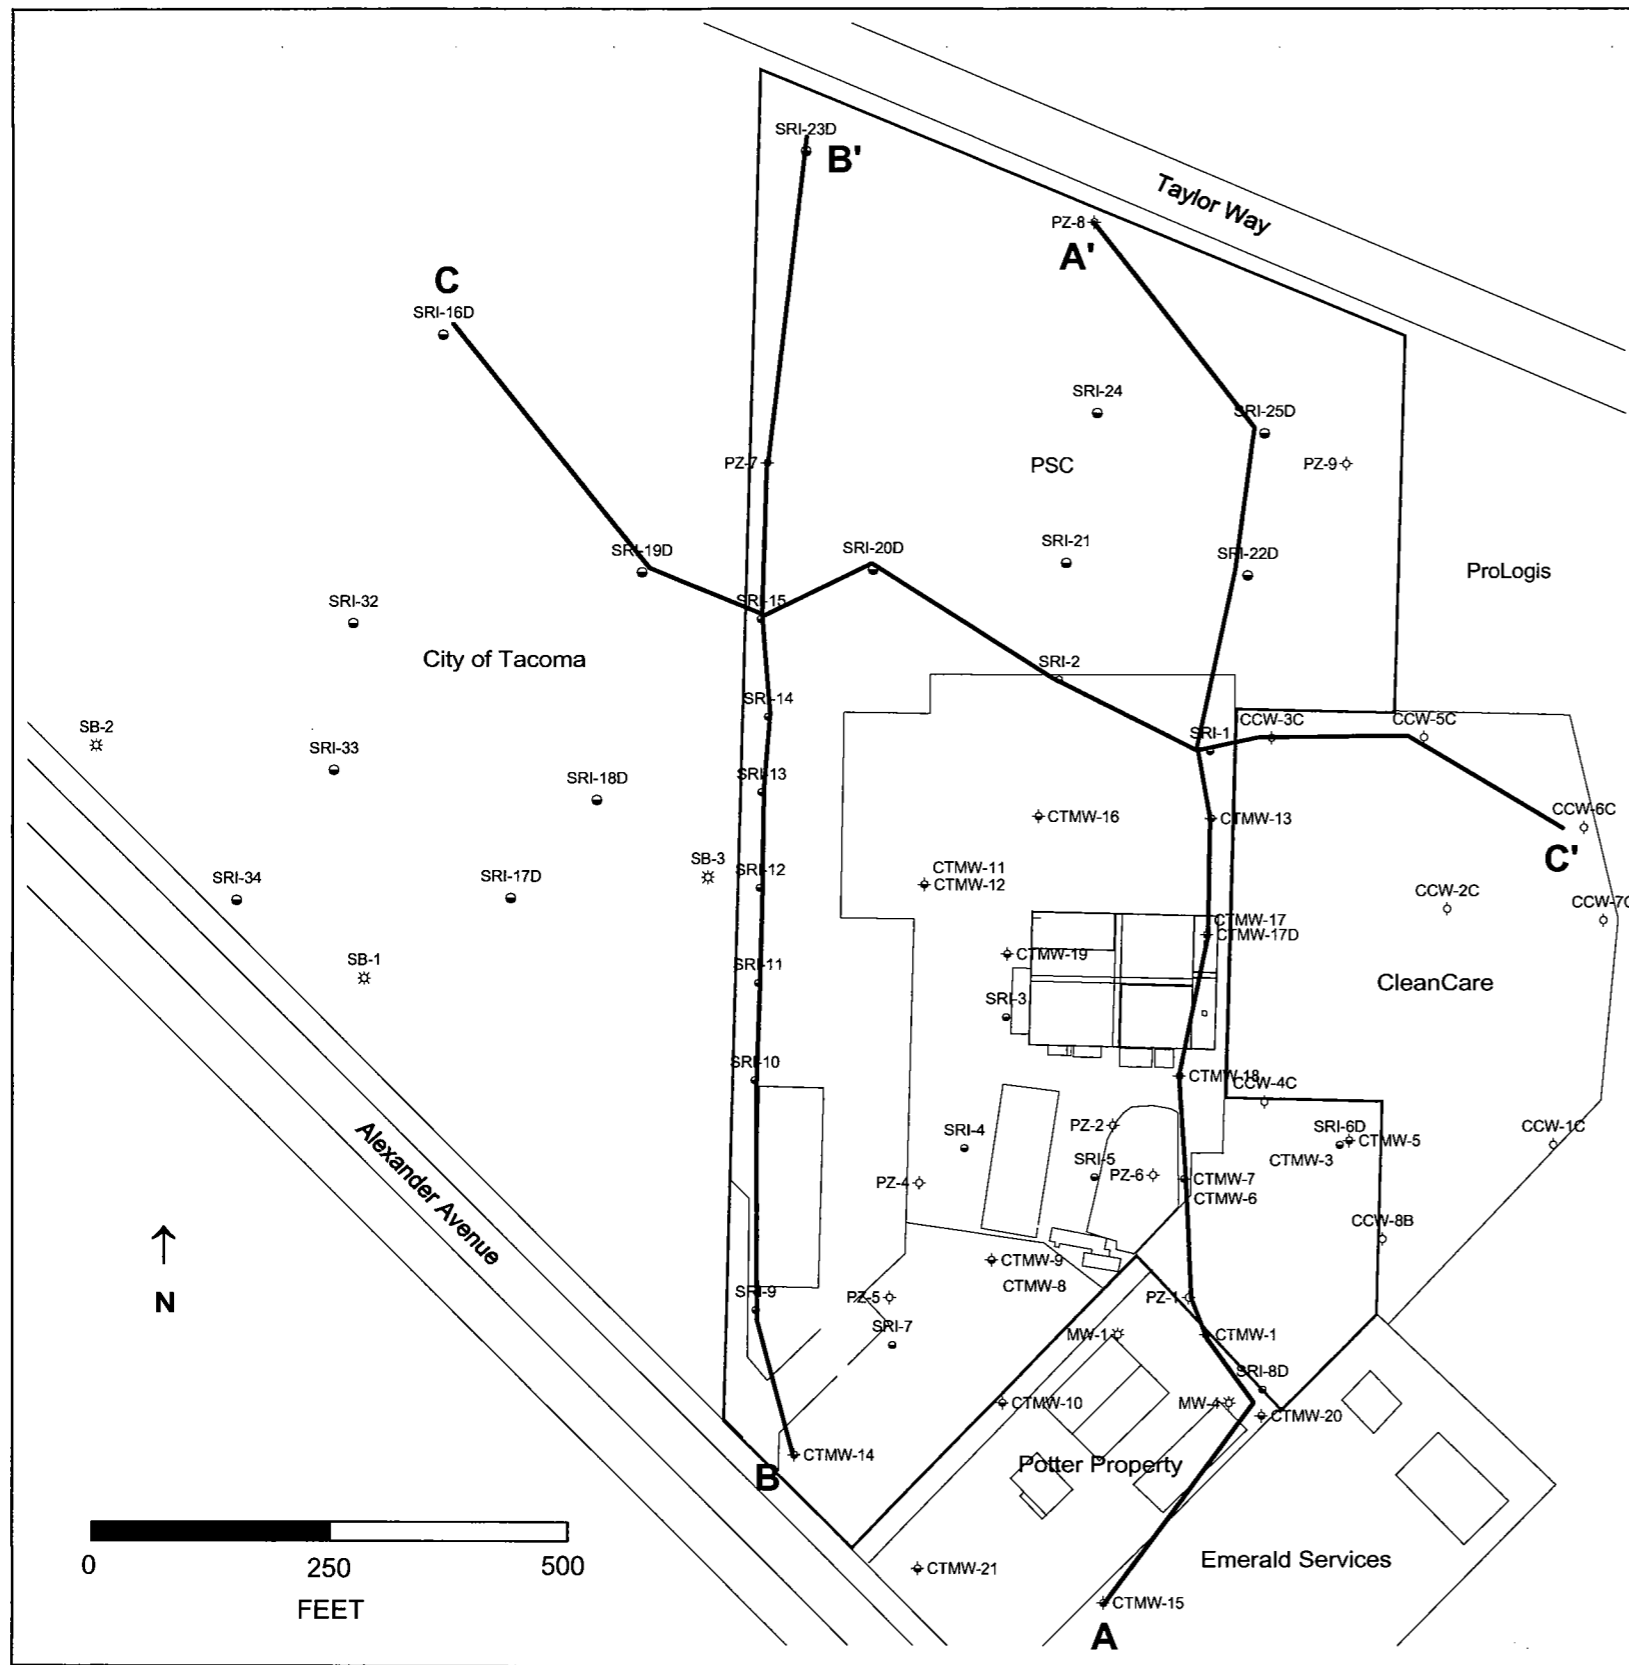 SRI-23D
B'
Taylor Way
PZ-8
A'
C
SRI-16D
SRI-24
SRI-25D
PZ-7
PSC
PZ-9
SRI-19D
SRI-20D
SRI-21
SRI-22D
ProLogis
SRI-32
SRI-15
City of Tacoma
SRI-2
SRI-14
SB-2
SRI-33
SRI-1
CCW-3C
CCW-5C
SRI-18D
SRI-13
CTMW-16
CTMW-13
CCW-6C
C'
SB-3
SRI-12
CTMW-11
CTMW-12
SRI-34
SRI-17D
CCW-2C
CCW-7C
CTMW-17
CTMW-17D
SB-1
SRI-11
CTMW-19
CleanCare
SRI-3
SRI-10
CTMW-18
CCW-4C
Alexander Avenue
SRI-4
PZ-2
SRI-6D
CTMW-5
CTMW-3
CCW-1C
PZ-4
SRI-5
PZ-6
CTMW-7
CTMW-6
CCW-8B
N
CTMW-9
CTMW-8
SRI-9
PZ-5
PZ-1
SRI-7
MW-1
CTMW-1
SRI-8D
CTMW-10
MW-4
CTMW-20
CTMW-14
B
Potter Property
0
250
500
FEET
CTMW-21
Emerald Services
CTMW-15
A